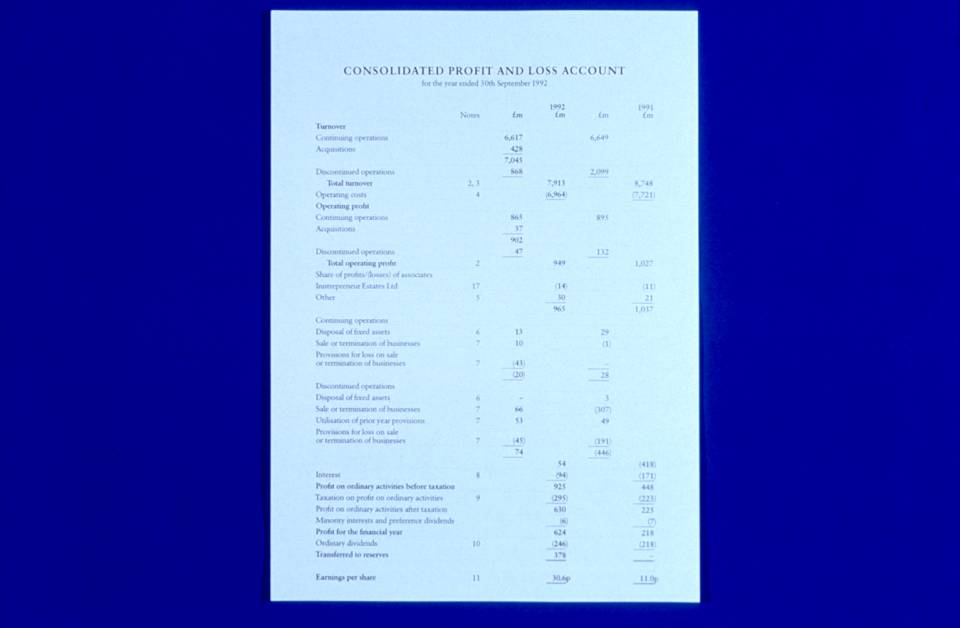 CONSOLIDATED PROFIT AND LOSS ACCOUNT
for the year ended 30th September 1992
1992 1991
Notes £m £m £m £m
Turnover
Continuing operations 6,617 6,649
Acquisitions 428
7,045
Discontinued operations 868 2,099
Total turnover 2, 3 7,913 8,748
Operating costs 4 (6,964) (7,721)
Operating profit
Continuing operations 865 895
Acquisitions 37
902
Discontinued operations 47 132
Total operating profit 2 949 1,027
Share of profits/(losses) of associates
Inntrepreneur Estates Ltd 17 (14) (11)
Other 5 30 21
965 1,037
Continuing operations
Disposal of fixed assets 6 13 29
Sale or termination of businesses 7 10 (1)
Provisions for loss on sale
or termination of businesses 7 (43) –
(20) 28
Discontinued operations
Disposal of fixed assets 6 – 3
Sale or termination of businesses 7 66 (307)
Utilisation of prior year provisions 7 53 49
Provisions for loss on sale
or termination of businesses 7 (45) (191)
74 (446)
54 (418)
Interest 8 (94) (171)
Profit on ordinary activities before taxation 925 448
Taxation on profit on ordinary activities 9 (295) (223)
Profit on ordinary activities after taxation 630 225
Minority interests and preference dividends (6) (7)
Profit for the financial year 624 218
Ordinary dividends 10 (246) (218)
Transferred to reserves 378 –
Earnings per share 11 30.6p 11.0p